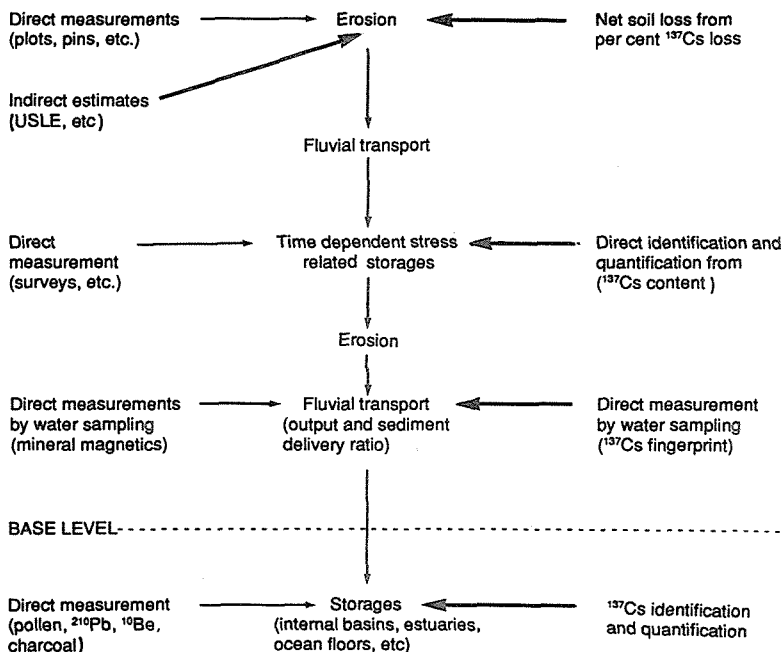 Direct measurements
(plots, pins, etc.)
Erosion
Net soil loss from
per cent ¹³⁷Cs loss
Indirect estimates
(USLE, etc)
Fluvial transport
Direct
measurement
(surveys, etc.)
Time dependent stress
related storages
Direct identification and
quantification from
(¹³⁷Cs content )
Erosion
Direct measurements
by water sampling
(mineral magnetics)
Fluvial transport
(output and sediment
delivery ratio)
Direct measurement
by water sampling
(¹³⁷Cs fingerprint)
BASE LEVEL
Direct measurement
(pollen, ²¹⁰Pb, ¹⁰Be,
charcoal)
Storages
(internal basins, estuaries,
ocean floors, etc)
¹³⁷Cs identification
and quantification